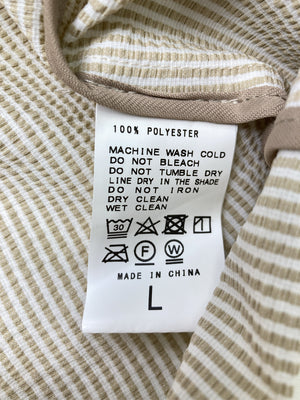 100% POLYESTER
MACHINE WASH COLD
DO NOT BLEACH
DO NOT TUMBLE DRY
LINE DRY IN THE SHADE
DO NOT IRON
DRY CLEAN
WET CLEAN
30
F W
MADE IN CHINA
L